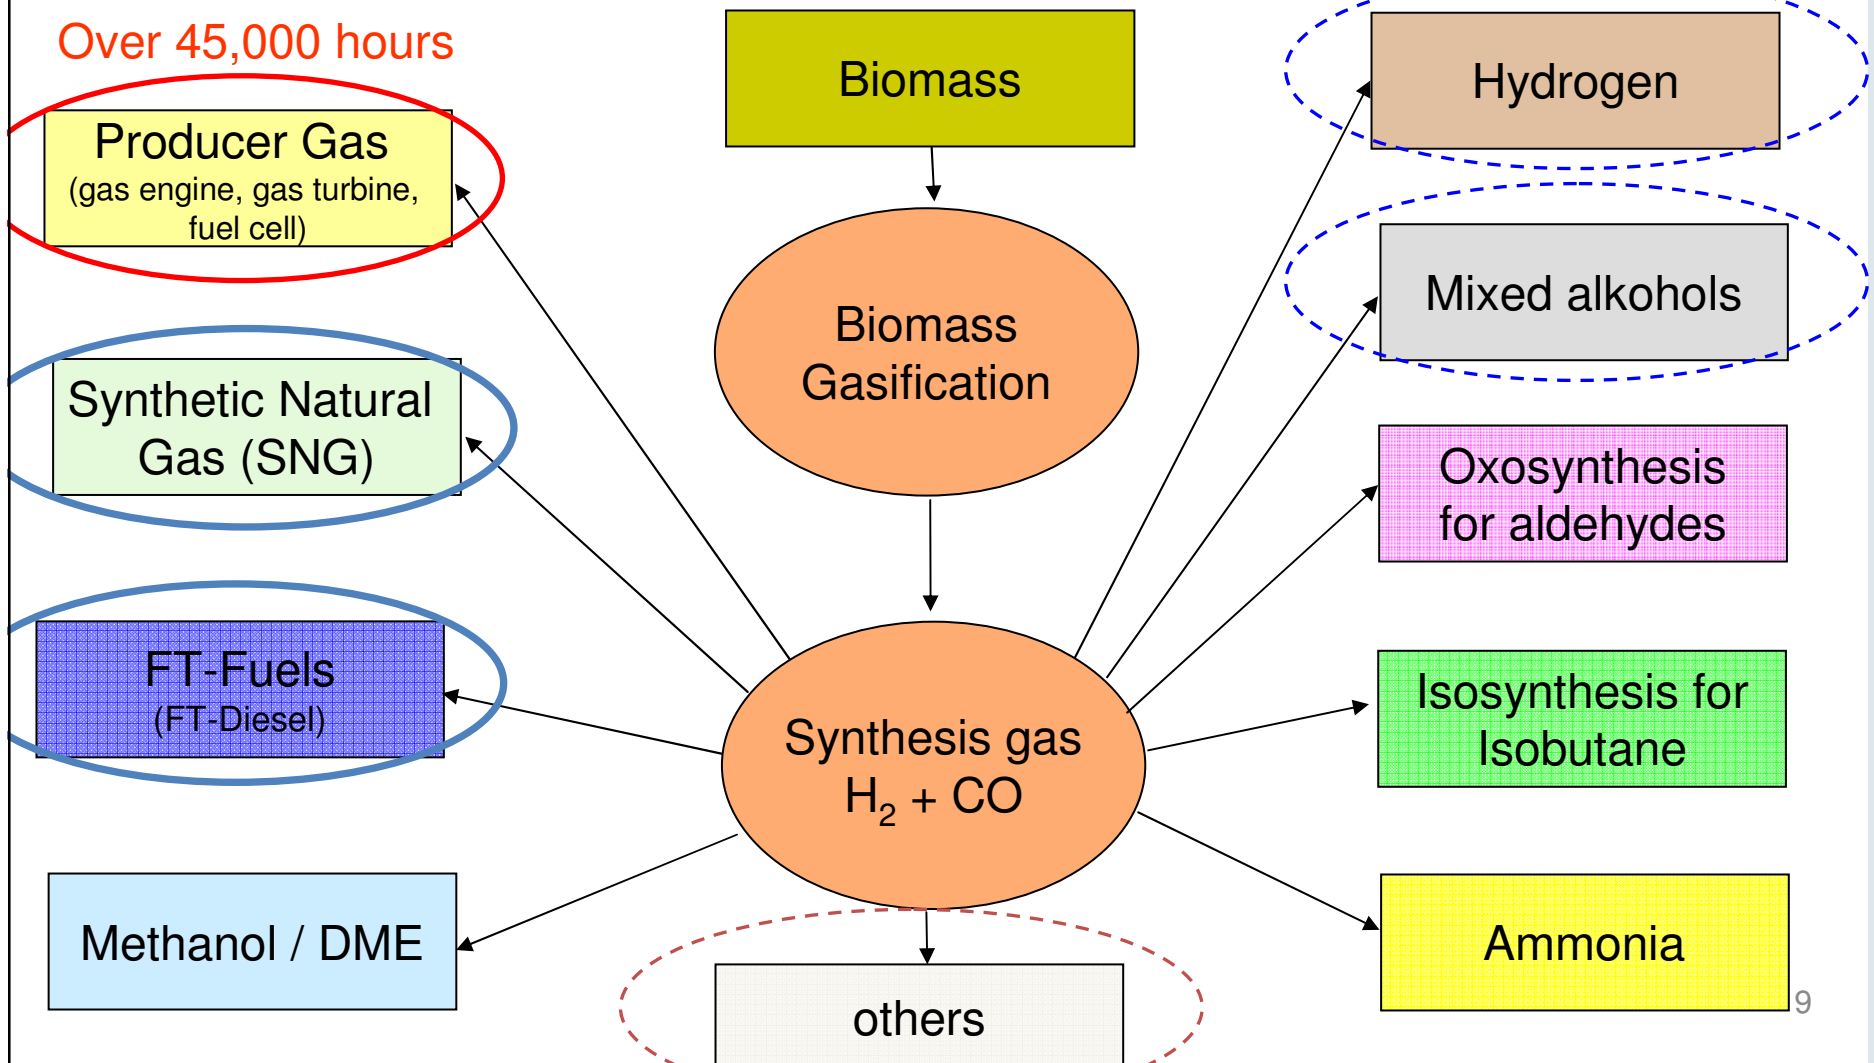 Over 45,000 hours
Producer Gas
(gas engine, gas turbine,
fuel cell)
Synthetic Natural
Gas (SNG)
FT-Fuels
(FT-Diesel)
Methanol / DME
Biomass
Biomass
Gasification
Synthesis gas
H₂ + CO
others
Hydrogen
Mixed alkohols
Oxosynthesis
for aldehydes
Isosynthesis for
Isobutane
Ammonia
9